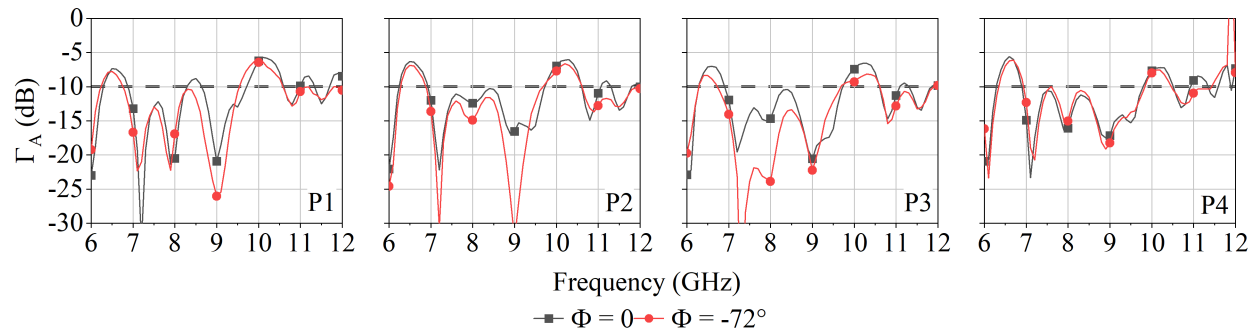 0
-5
-10
-15
-20
-25
-30
Γ_A (dB)
P1 P2 P3 P4
6 7 8 9 10 11 12 6 7 8 9 10 11 12 6 7 8 9 10 11 12 6 7 8 9 10 11 12
Frequency (GHz)
Φ = 0 Φ = -72°